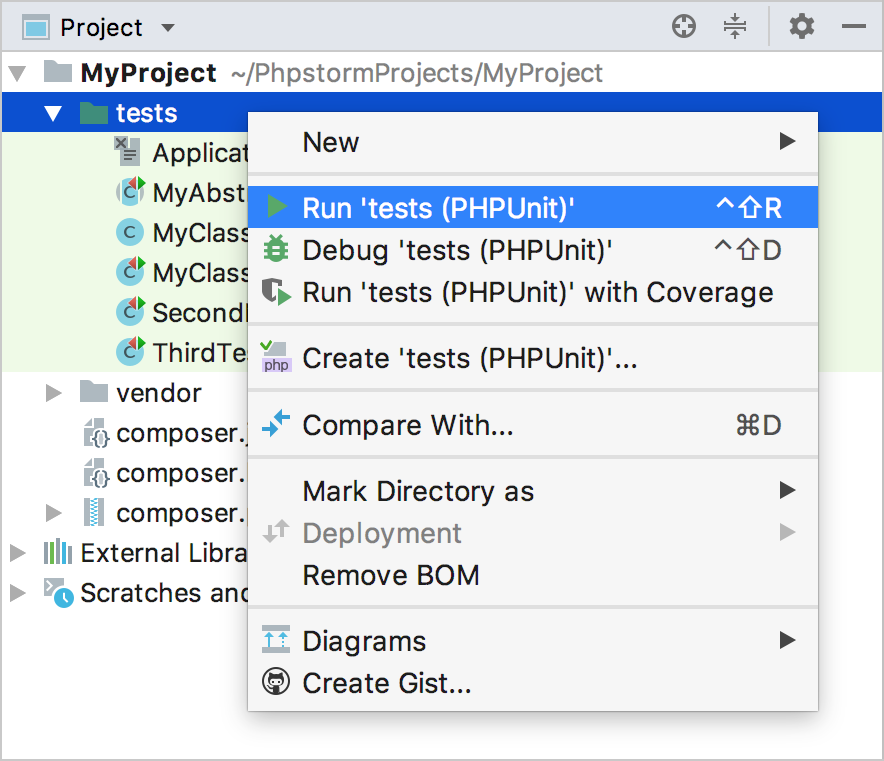 Project
MyProject ~/PhpstormProjects/MyProject
tests
Applicat
MyAbst
MyClass
MyClass
Second
ThirdTe
vendor
composer.
composer.
composer.
External Libra
Scratches and
New
Run 'tests (PHPUnit)' ^⇧R
Debug 'tests (PHPUnit)' ^⇧D
Run 'tests (PHPUnit)' with Coverage
php Create 'tests (PHPUnit)'...
Compare With... ⌘D
Mark Directory as
Deployment
Remove BOM
Diagrams
Create Gist...